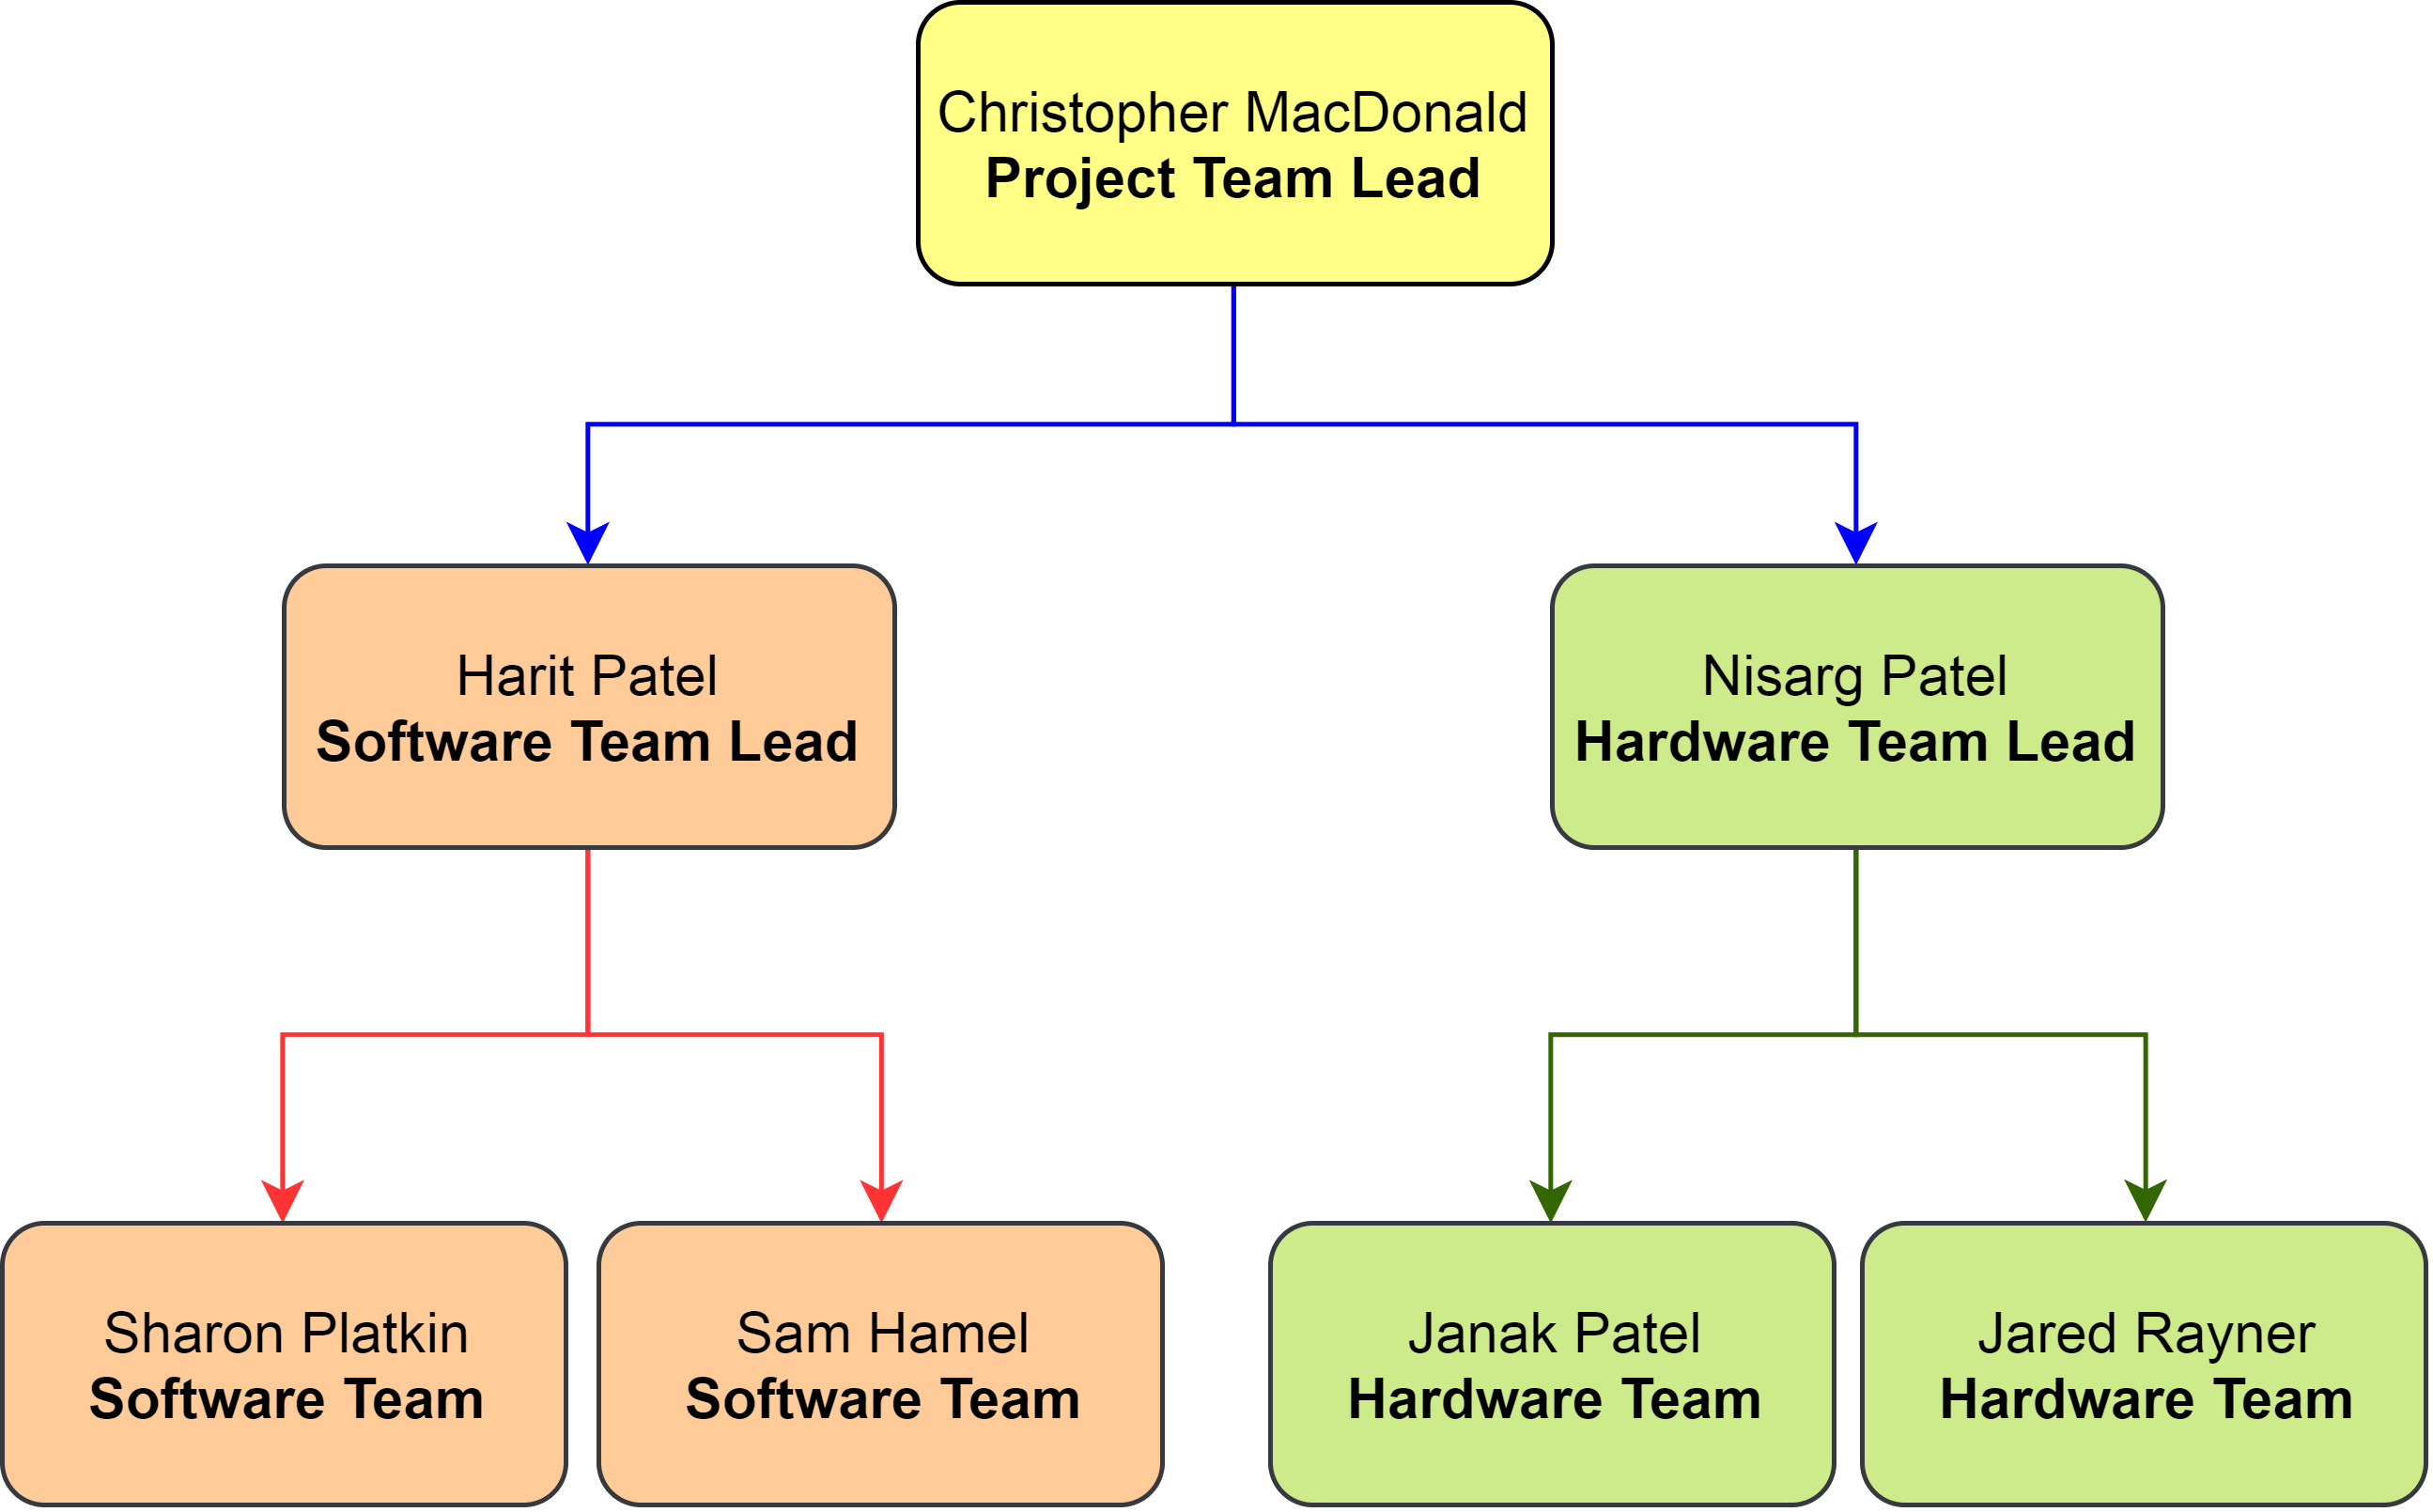 Christopher MacDonald
Project Team Lead
Harit Patel
Software Team Lead
Nisarg Patel
Hardware Team Lead
Sharon Platkin
Software Team
Sam Hamel
Software Team
Janak Patel
Hardware Team
Jared Rayner
Hardware Team